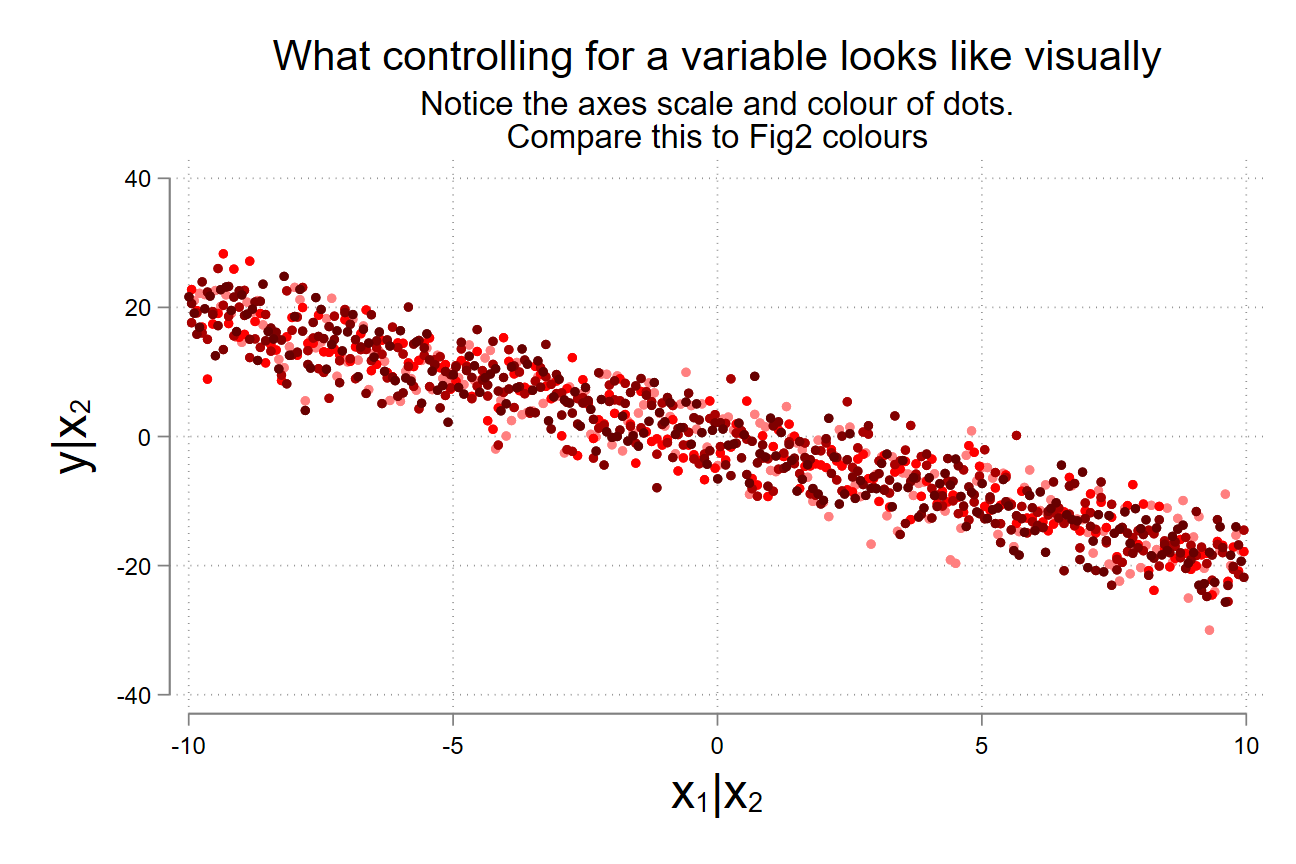 What controlling for a variable looks like visually
Notice the axes scale and colour of dots.
Compare this to Fig2 colours
40
20
0
-20
-40
y|x₂
-10
-5
0
5
10
x₁|x₂